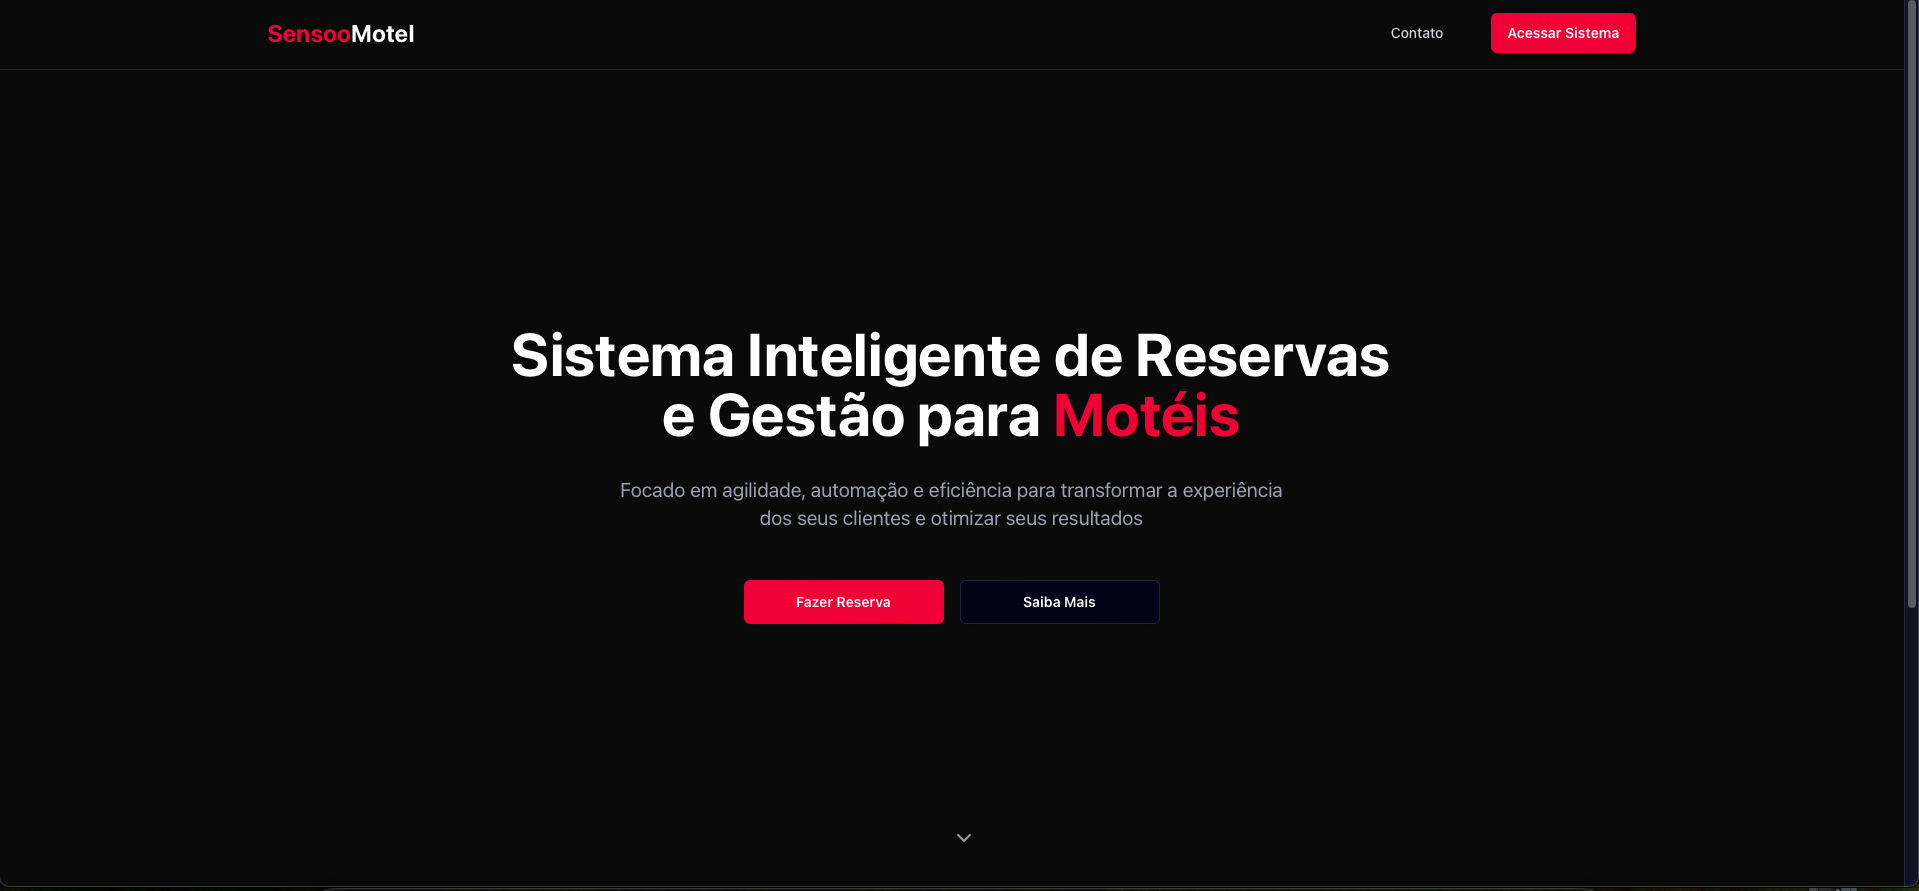 SensooMotel
Contato
Acessar Sistema
Sistema Inteligente de Reservas
e Gestão para Motéis
Focado em agilidade, automação e eficiência para transformar a experiência
dos seus clientes e otimizar seus resultados
Fazer Reserva
Saiba Mais